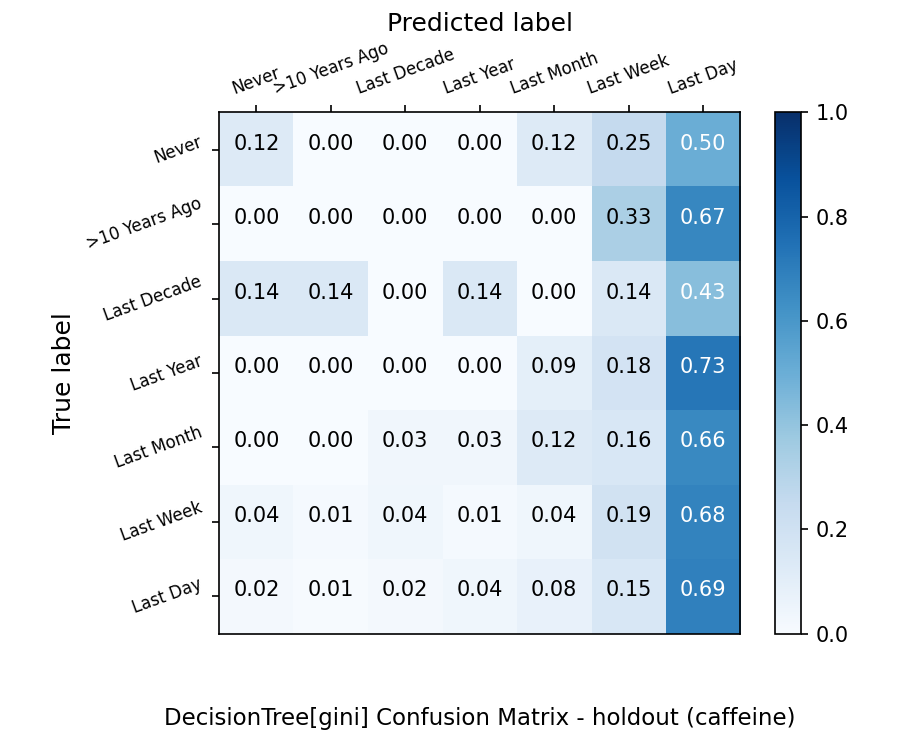 Predicted label
Never >10 Years Ago Last Decade Last Year Last Month Last Week Last Day
True label
Never 0.12 0.00 0.00 0.00 0.12 0.25 0.50
>10 Years Ago 0.00 0.00 0.00 0.00 0.00 0.33 0.67
Last Decade 0.14 0.14 0.00 0.14 0.00 0.14 0.43
Last Year 0.00 0.00 0.00 0.00 0.09 0.18 0.73
Last Month 0.00 0.00 0.03 0.03 0.12 0.16 0.66
Last Week 0.04 0.01 0.04 0.01 0.04 0.19 0.68
Last Day 0.02 0.01 0.02 0.04 0.08 0.15 0.69
1.0
0.8
0.6
0.4
0.2
0.0
DecisionTree[gini] Confusion Matrix - holdout (caffeine)